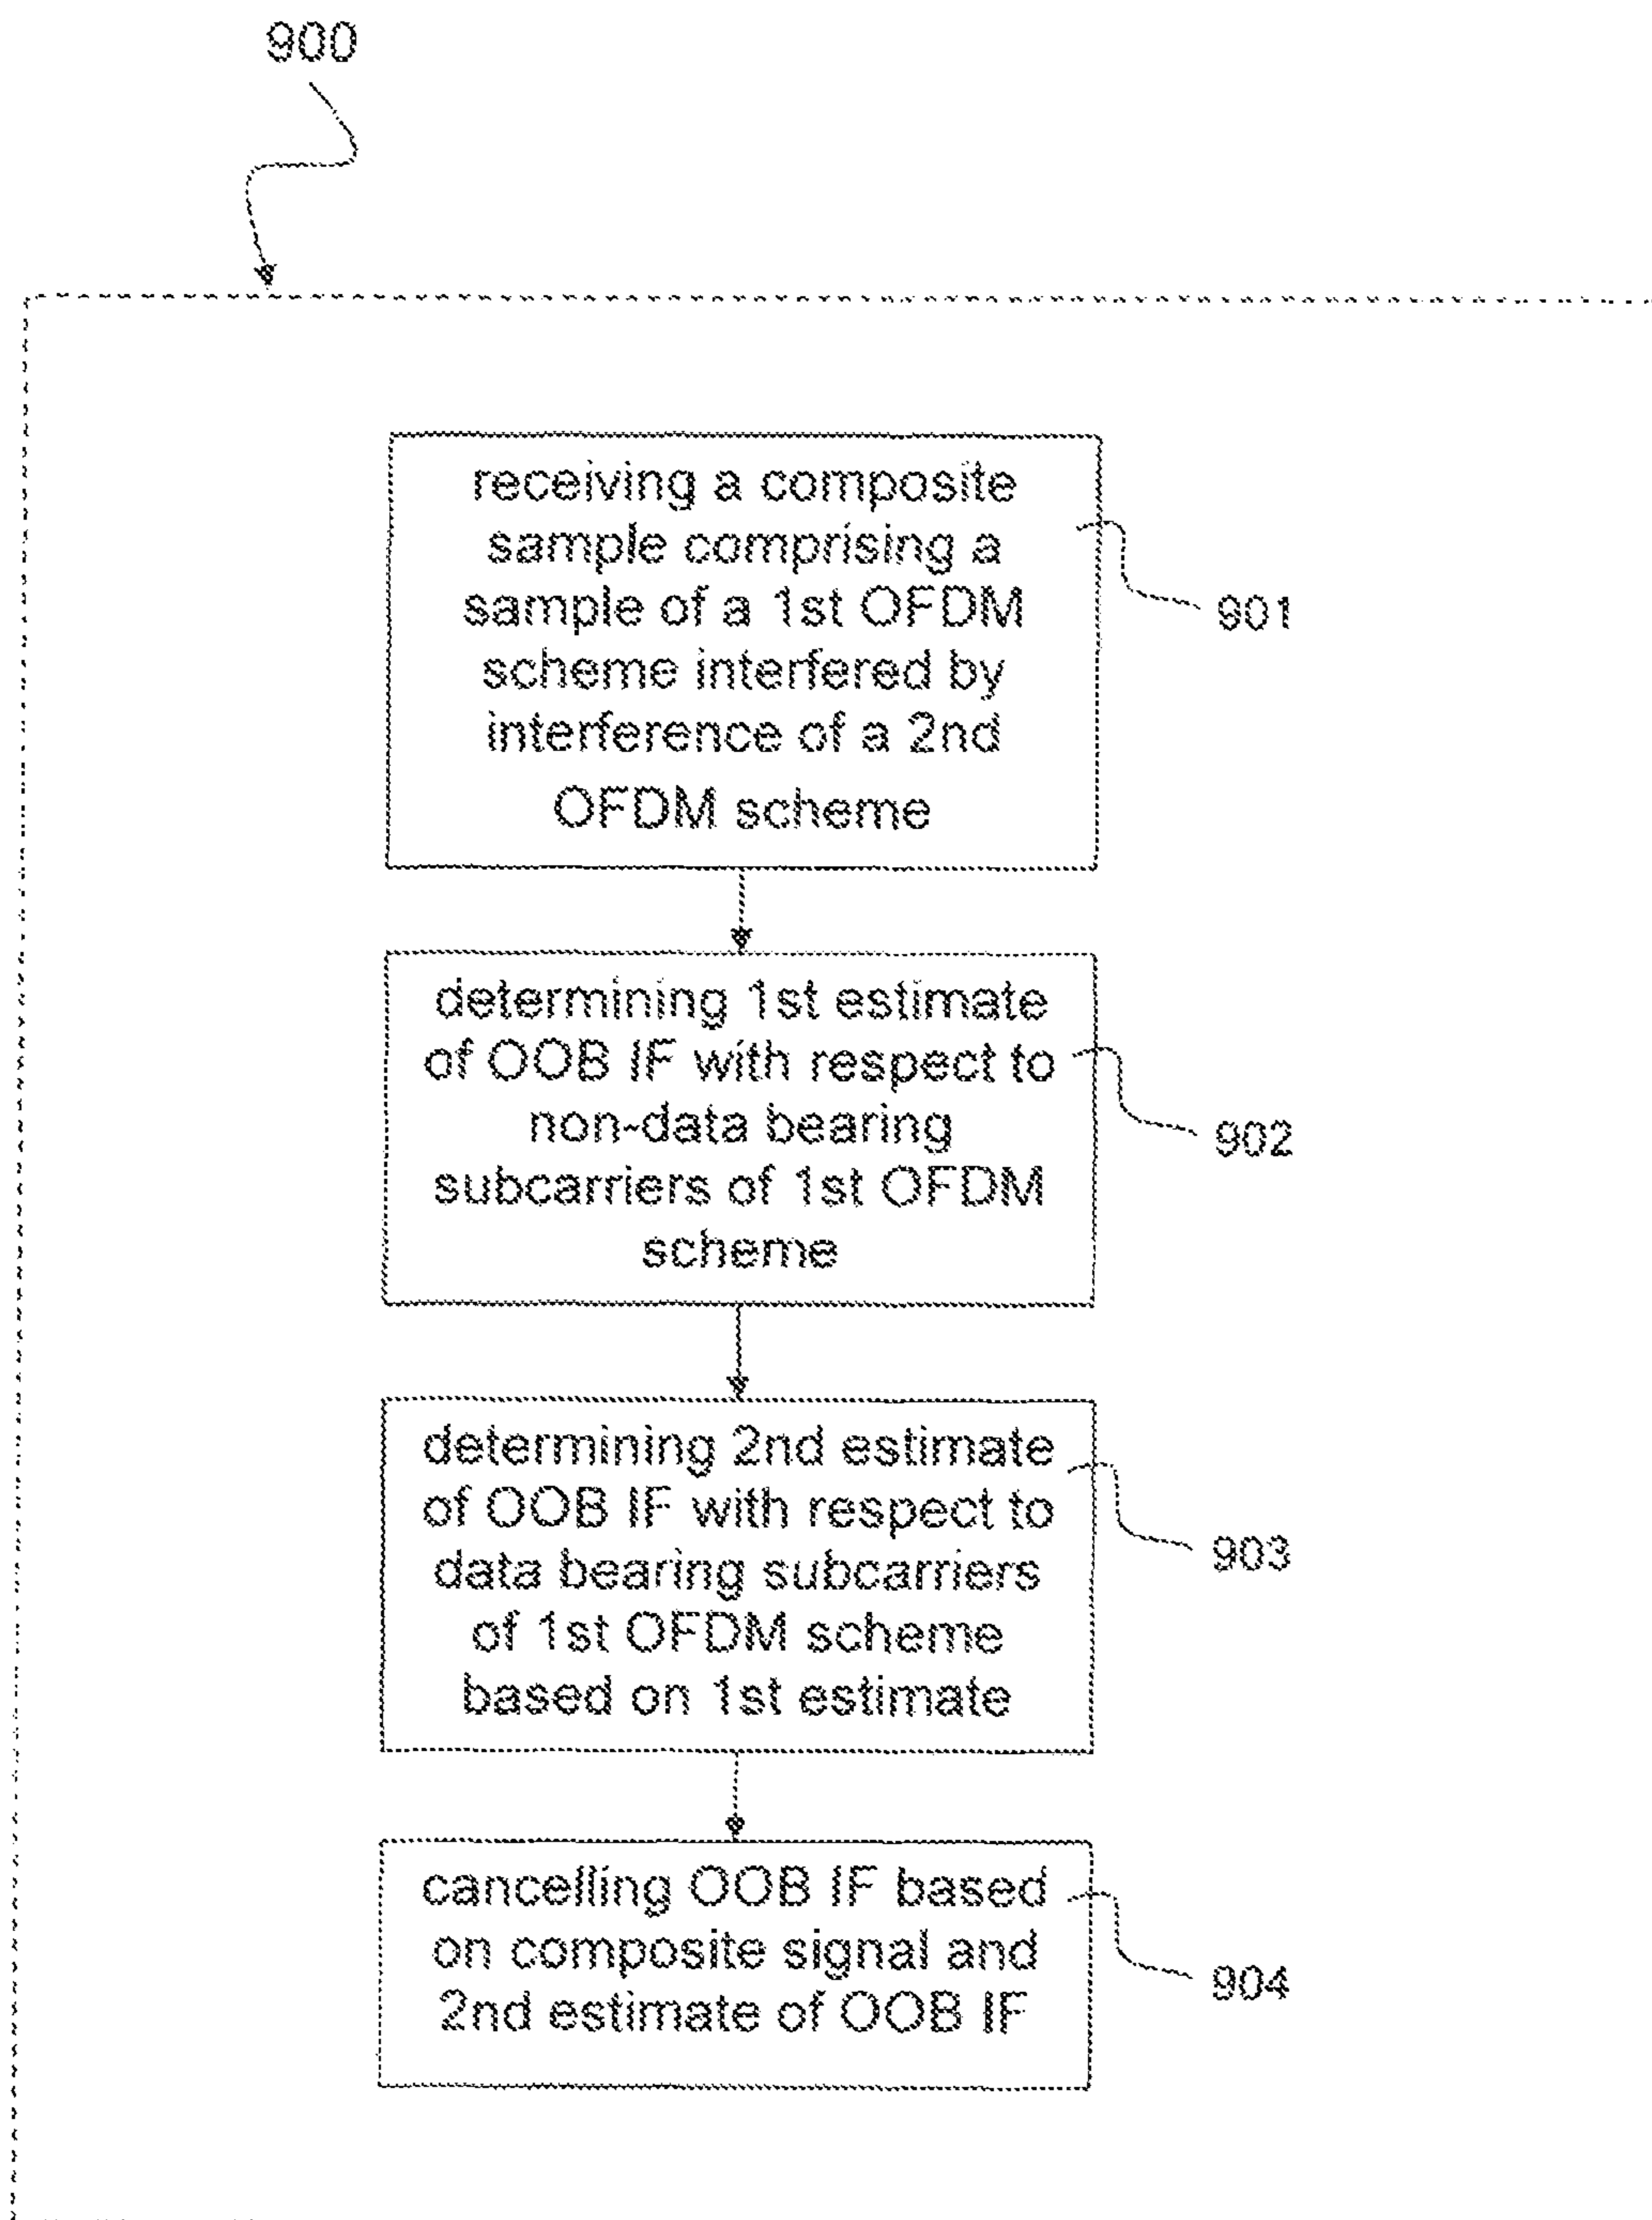 900
receiving a composite
sample comprising a
sample of a 1st OFDM
scheme interfered by
interference of a 2nd
OFDM scheme
901
determining 1st estimate
of OOB IF with respect to
non-data bearing
subcarriers of 1st OFDM
scheme
902
determining 2nd estimate
of OOB IF with respect to
data bearing subcarriers
of 1st OFDM scheme
based on 1st estimate
903
cancelling OOB IF based
on composite signal and
2nd estimate of OOB IF
904